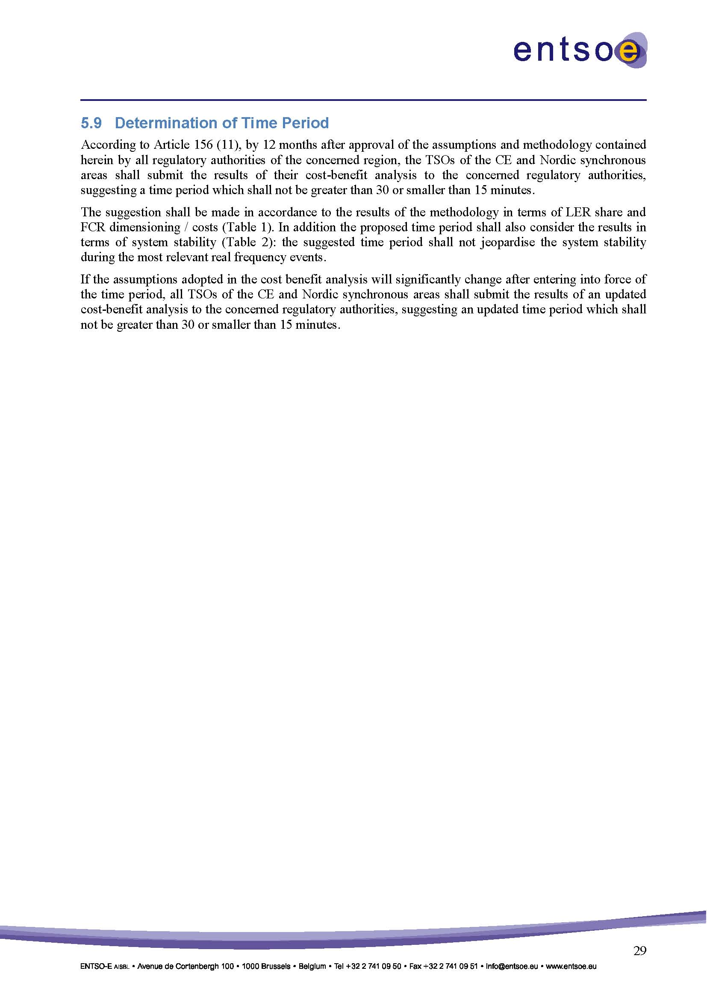 entsoe
5.9 Determination of Time Period
According to Article 156 (11), by 12 months after approval of the assumptions and methodology contained
herein by all regulatory authorities of the concerned region, the TSOs of the CE and Nordic synchronous
areas shall submit the results of their cost-benefit analysis to the concerned regulatory authorities,
suggesting a time period which shall not be greater than 30 or smaller than 15 minutes.
The suggestion shall be made in accordance to the results of the methodology in terms of LER share and
FCR dimensioning / costs (Table 1). In addition the proposed time period shall also consider the results in
terms of system stability (Table 2): the suggested time period shall not jeopardise the system stability
during the most relevant real frequency events.
If the assumptions adopted in the cost benefit analysis will significantly change after entering into force of
the time period, all TSOs of the CE and Nordic synchronous areas shall submit the results of an updated
cost-benefit analysis to the concerned regulatory authorities, suggesting an updated time period which shall
not be greater than 30 or smaller than 15 minutes.
29
ENTSO-E AISBL • Avenue de Cortenbergh 100 • 1000 Brussels • Belgium • Tel +32 2 741 09 50 • Fax +32 2 741 09 51 • info@entsoe.eu • www.entsoe.eu